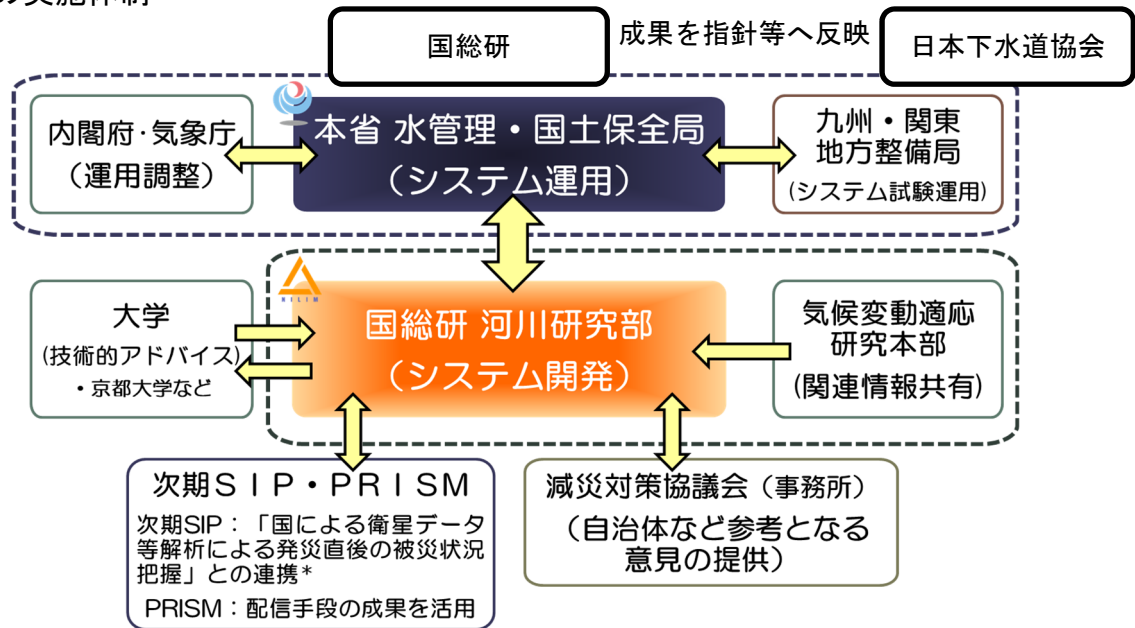 国総研
成果を指針等へ反映
日本下水道協会
内閣府・気象庁
（運用調整）
本省 水管理・国土保全局
（システム運用）
九州・関東
地方整備局
(システム試験運用)
大学
(技術的アドバイス)
・京都大学など
NILIM
国総研 河川研究部
（システム開発）
気候変動適応
研究本部
(関連情報共有)
次期ＳＩＰ・ＰＲＩＳＭ
次期SIP：「国による衛星データ
等解析による発災直後の被災状況
把握」との連携*
PRISM：配信手段の成果を活用
減災対策協議会（事務所）
（自治体など参考となる
意見の提供）